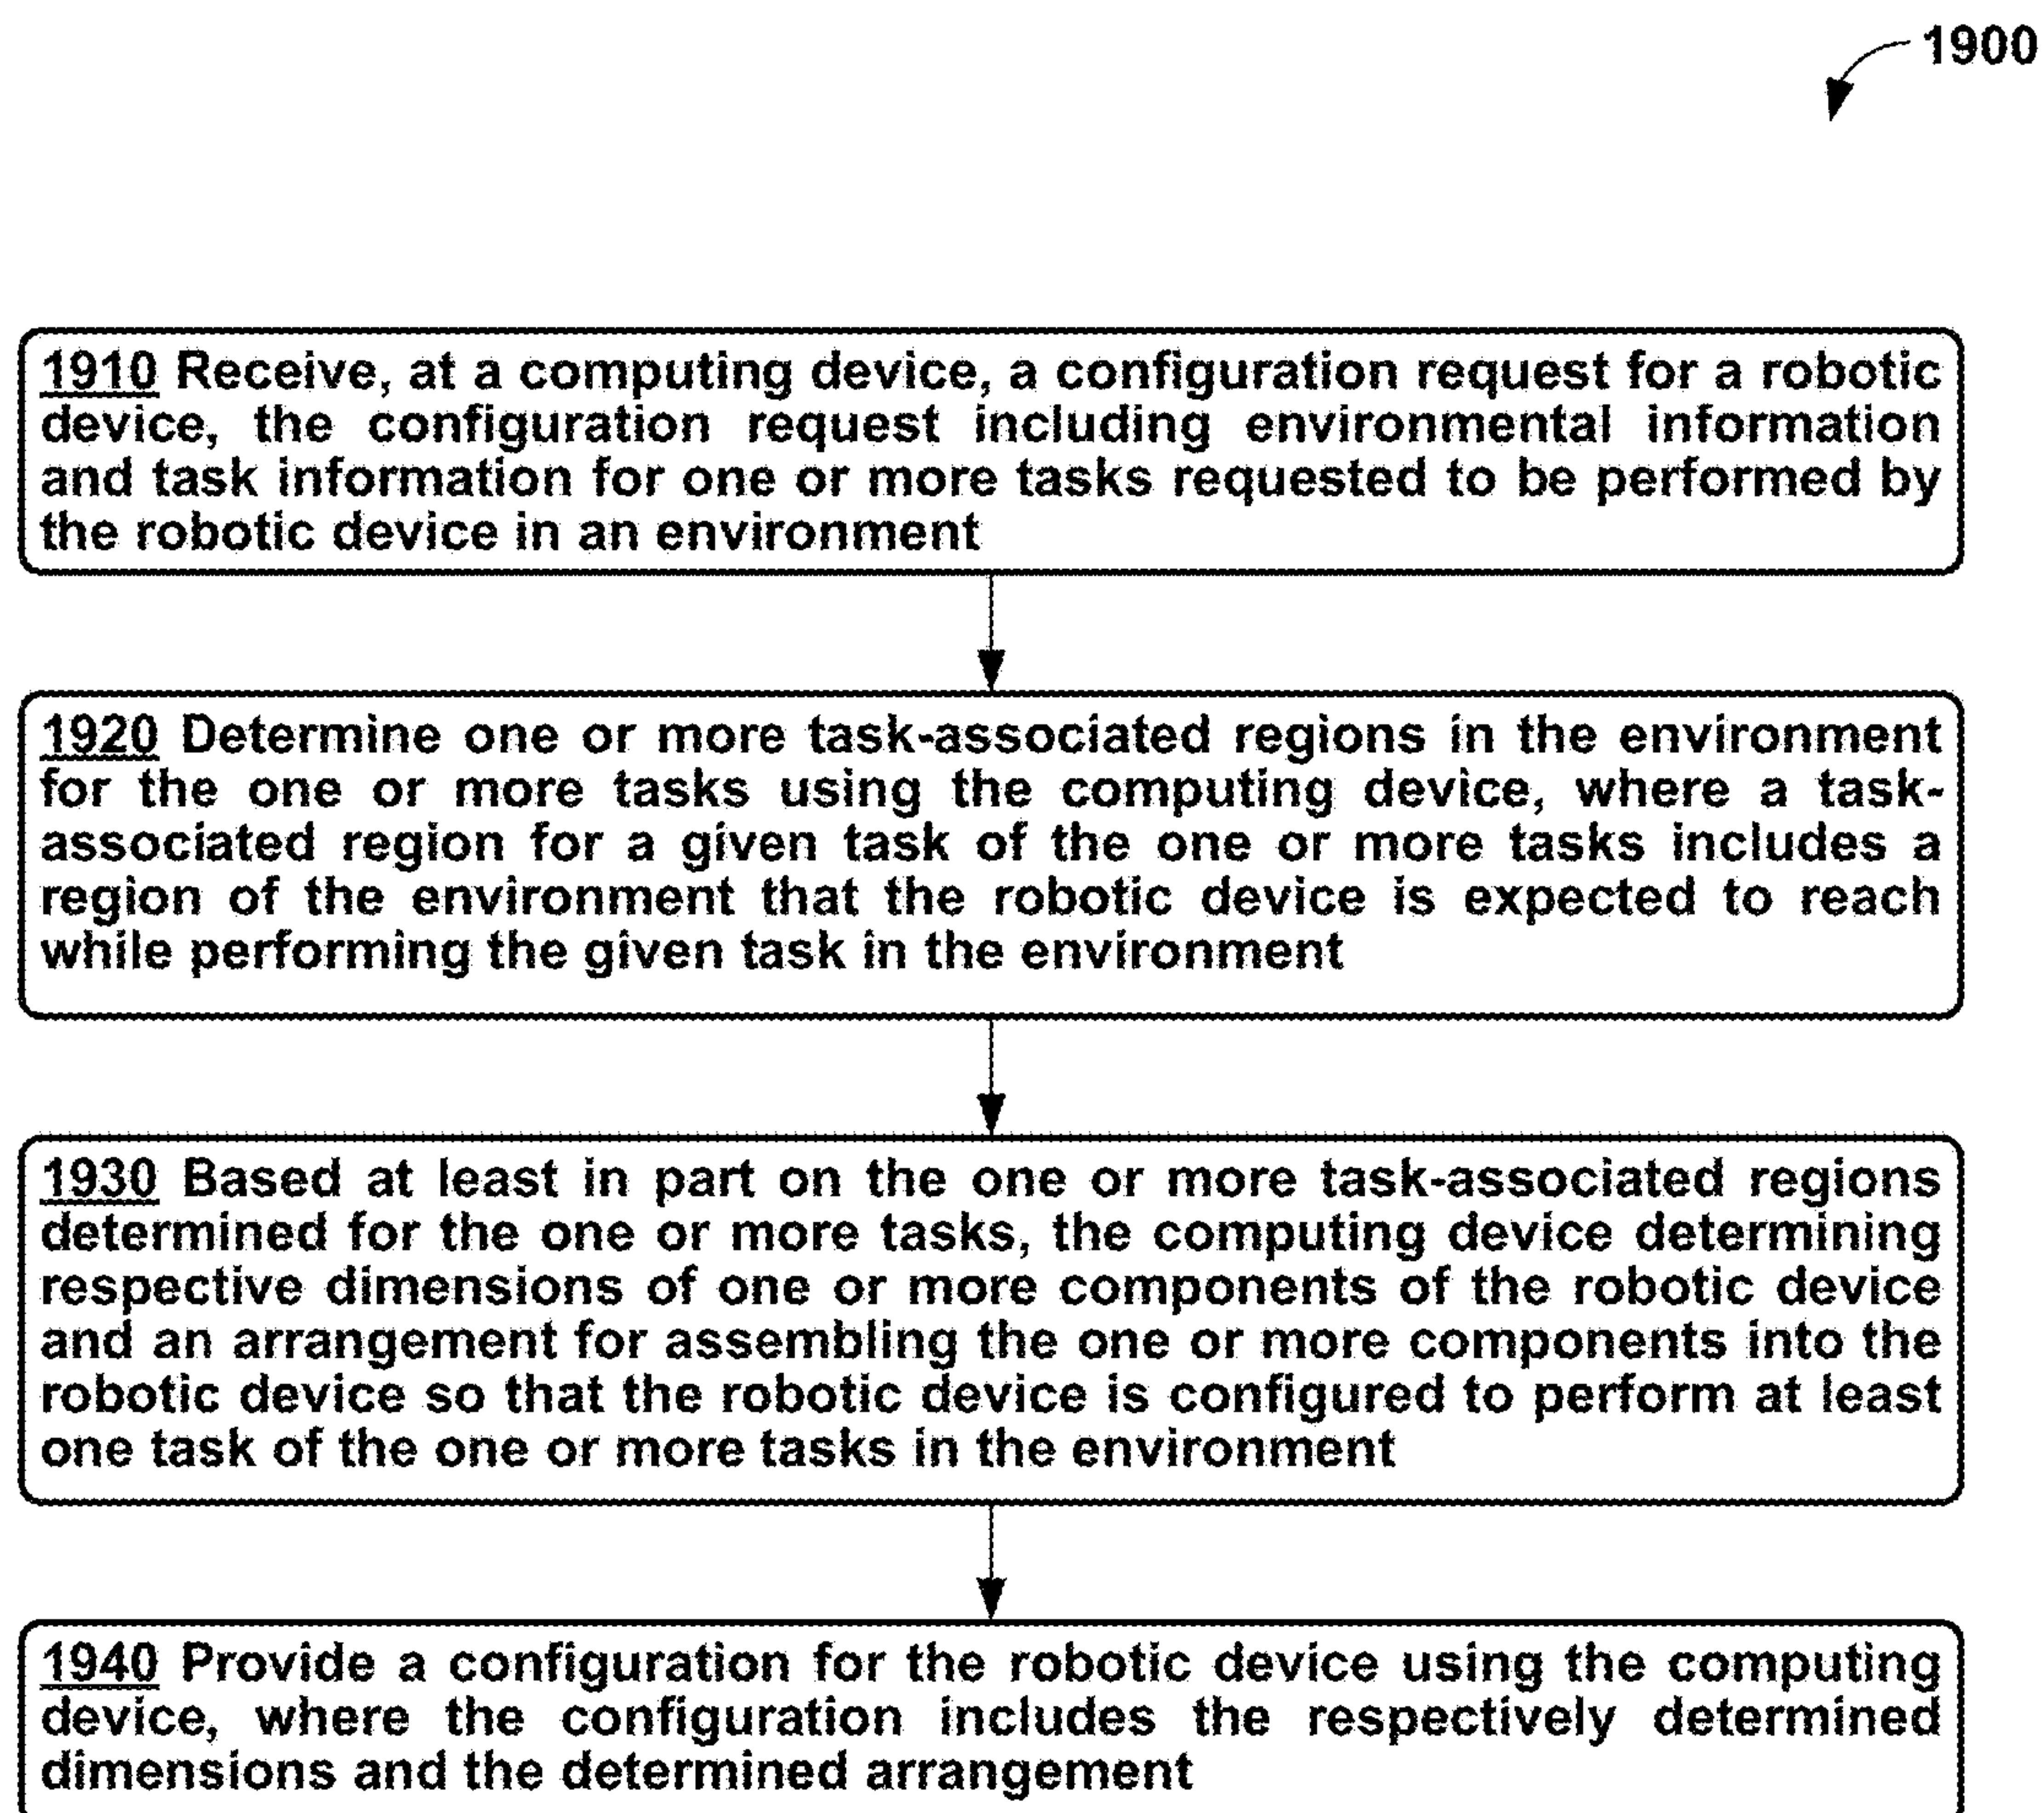 1900
1910 Receive, at a computing device, a configuration request for a robotic
device, the configuration request including environmental information
and task information for one or more tasks requested to be performed by
the robotic device in an environment
1920 Determine one or more task-associated regions in the environment
for the one or more tasks using the computing device, where a task-
associated region for a given task of the one or more tasks includes a
region of the environment that the robotic device is expected to reach
while performing the given task in the environment
1930 Based at least in part on the one or more task-associated regions
determined for the one or more tasks, the computing device determining
respective dimensions of one or more components of the robotic device
and an arrangement for assembling the one or more components into the
robotic device so that the robotic device is configured to perform at least
one task of the one or more tasks in the environment
1940 Provide a configuration for the robotic device using the computing
device, where the configuration includes the respectively determined
dimensions and the determined arrangement